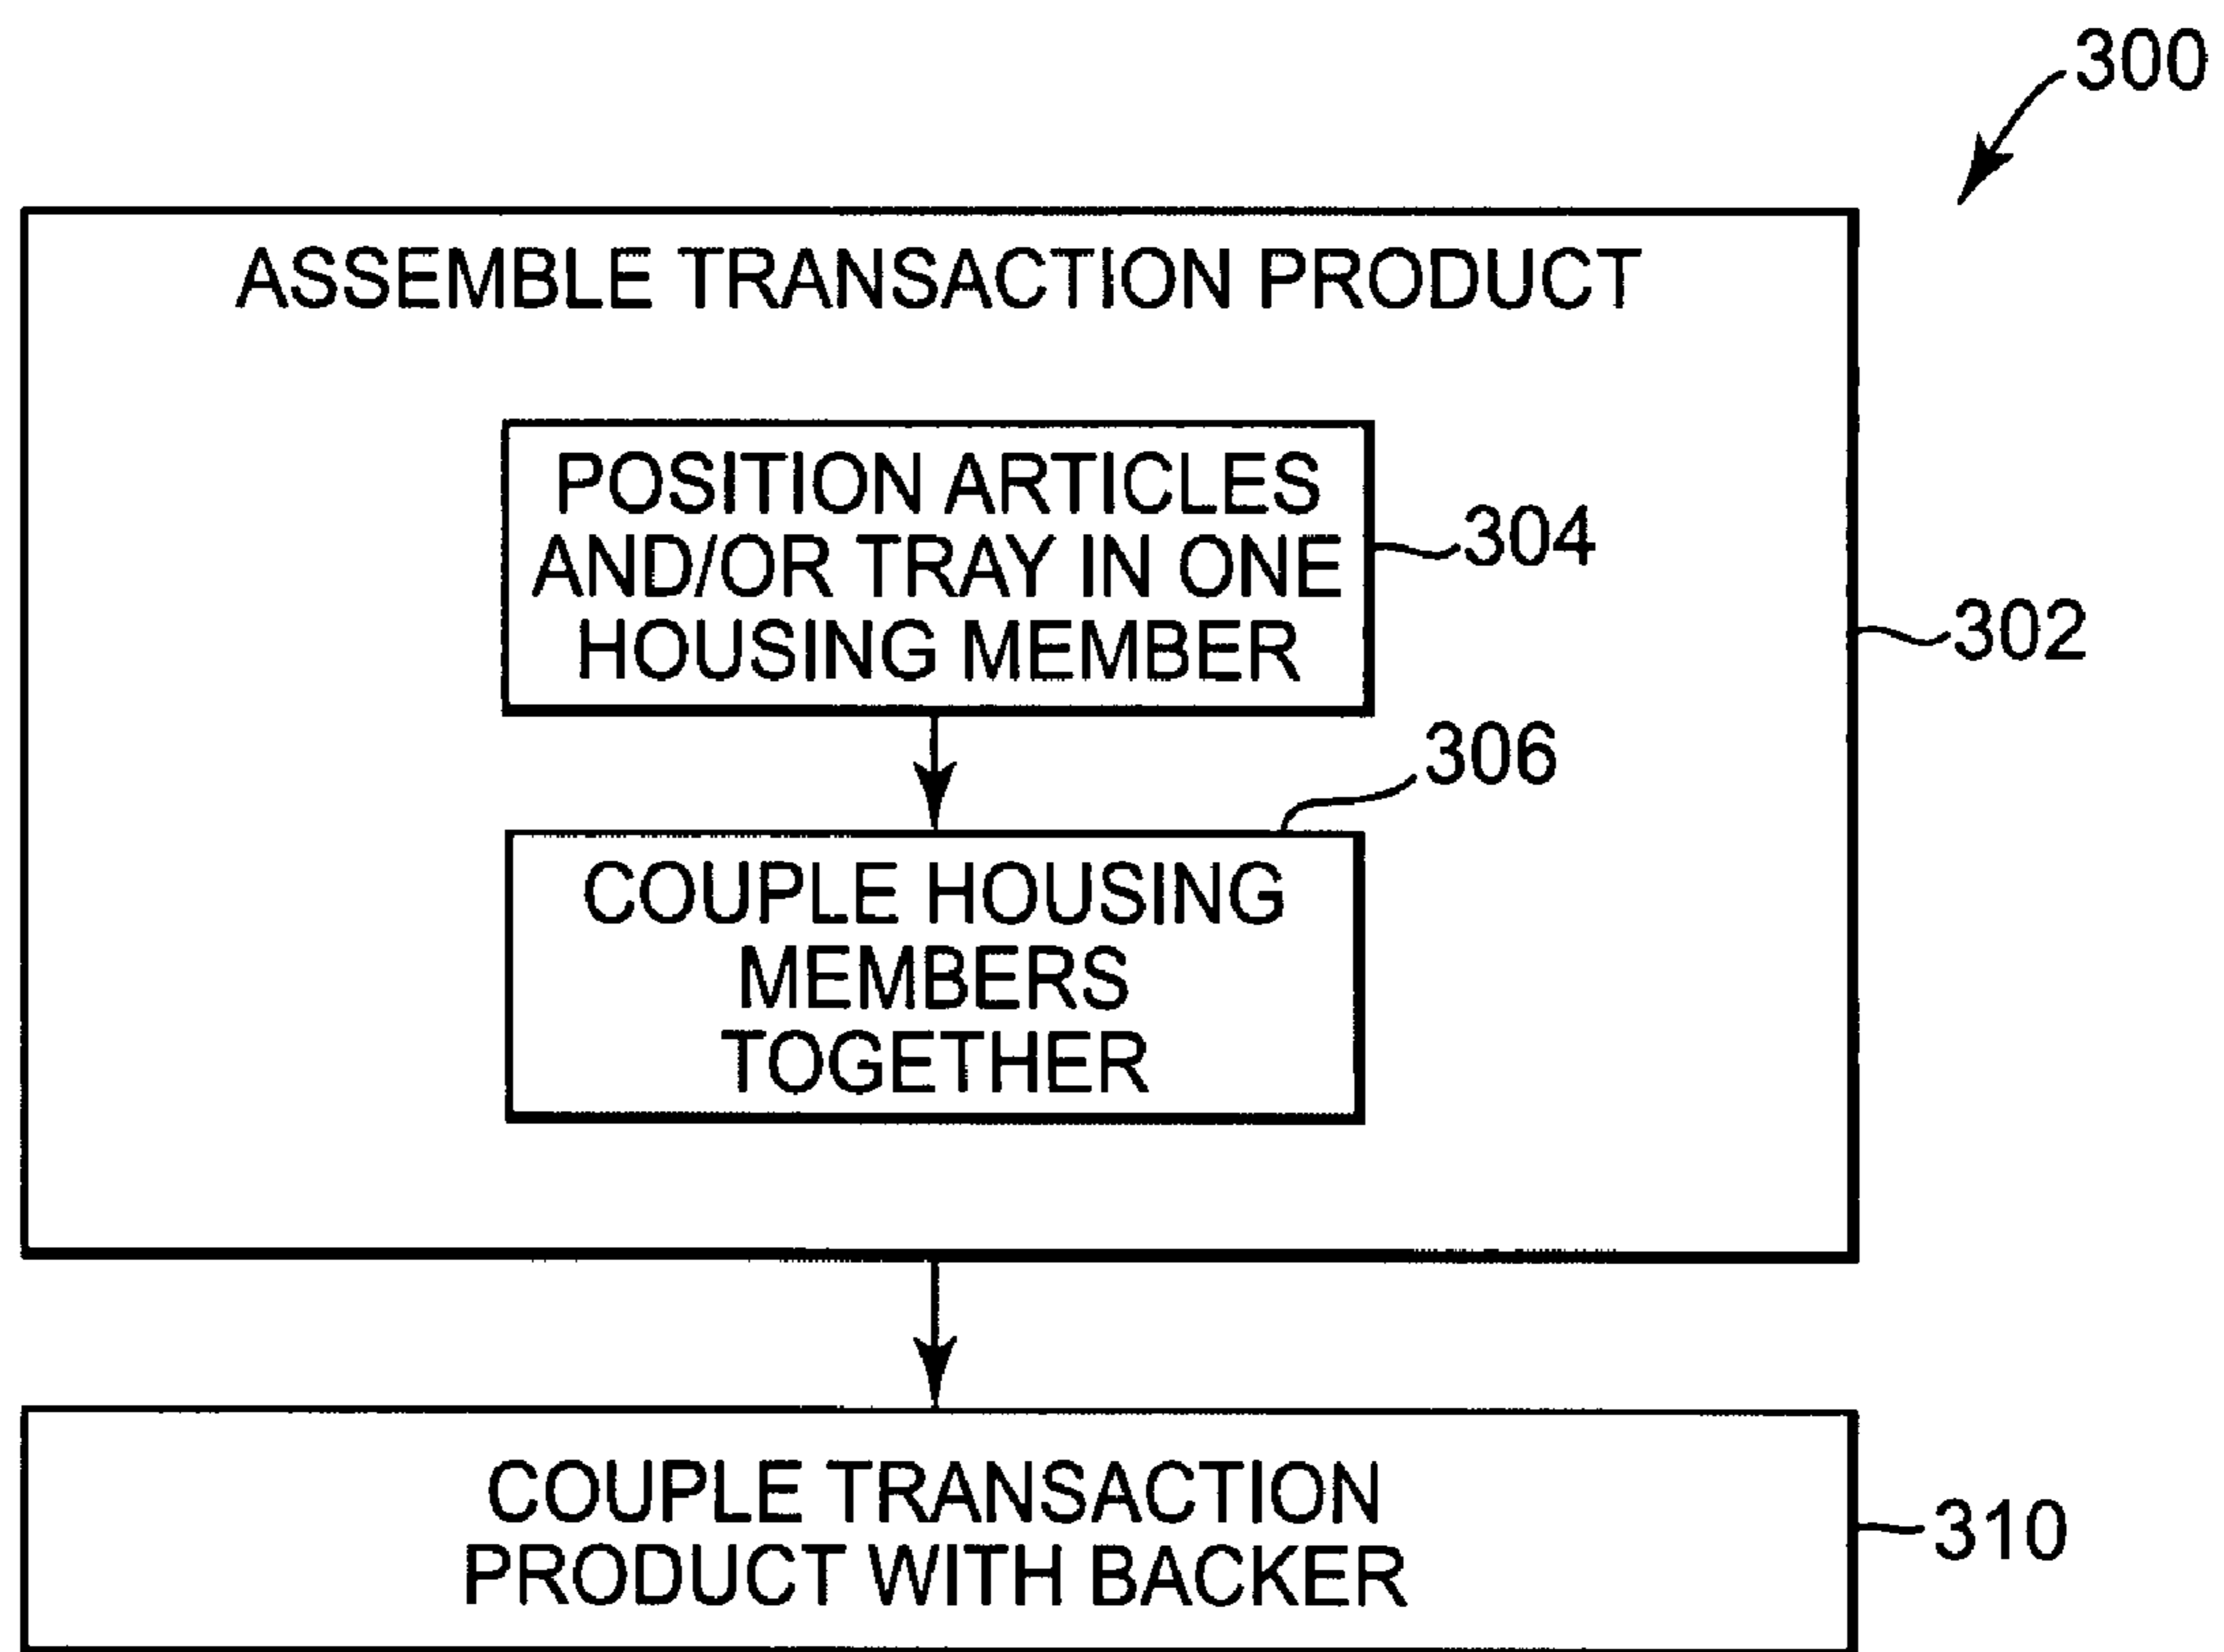 300
ASSEMBLE TRANSACTION PRODUCT
POSITION ARTICLES
AND/OR TRAY IN ONE
HOUSING MEMBER
304
302
306
COUPLE HOUSING
MEMBERS
TOGETHER
COUPLE TRANSACTION
PRODUCT WITH BACKER
310